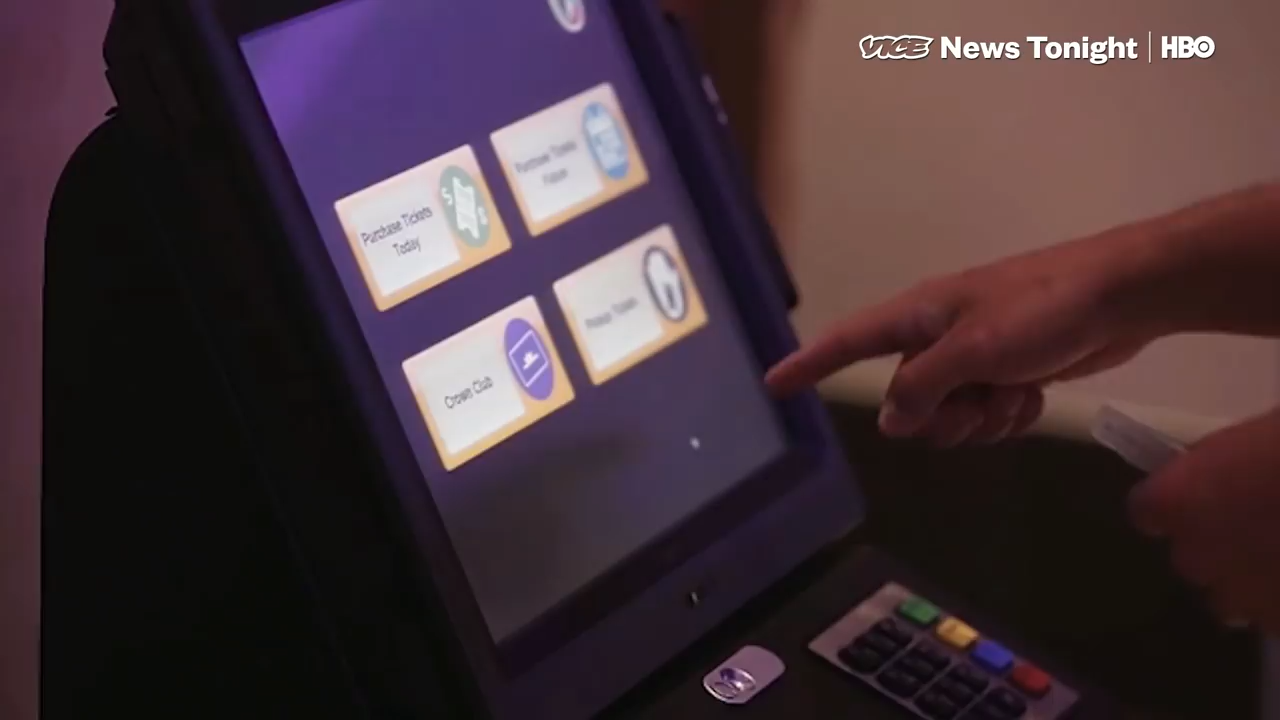 VICE News Tonight | HBO
Purchase Tickets
Today
Purchase Tickets
Future
Crown Club
Pickup Tickets